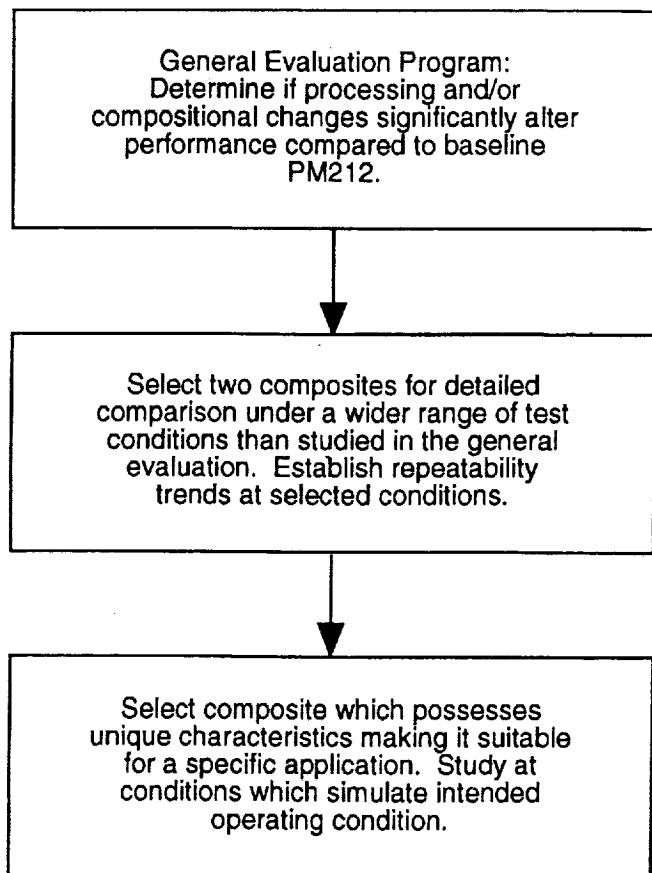 General Evaluation Program:
Determine if processing and/or
compositional changes significantly alter
performance compared to baseline
PM212.
Select two composites for detailed
comparison under a wider range of test
conditions than studied in the general
evaluation. Establish repeatability
trends at selected conditions.
Select composite which possesses
unique characteristics making it suitable
for a specific application. Study at
conditions which simulate intended
operating condition.